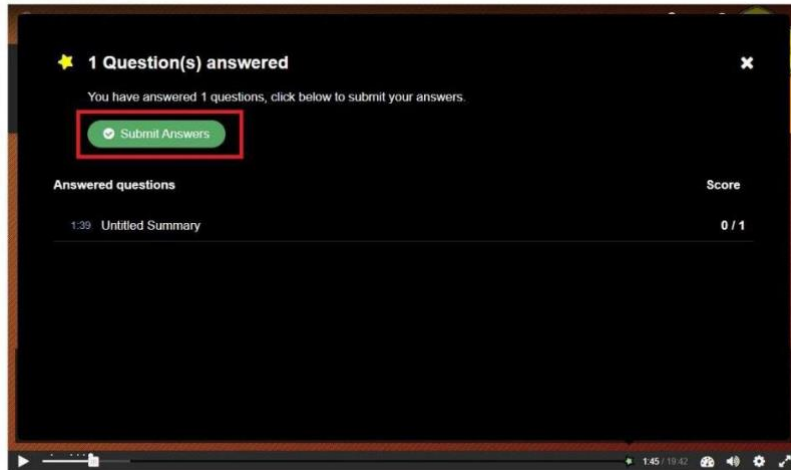 1 Question(s) answered
You have answered 1 questions, click below to submit your answers.
Submit Answers
Answered questions Score
1:39 Untitled Summary 0 / 1
1:45 / 19:42